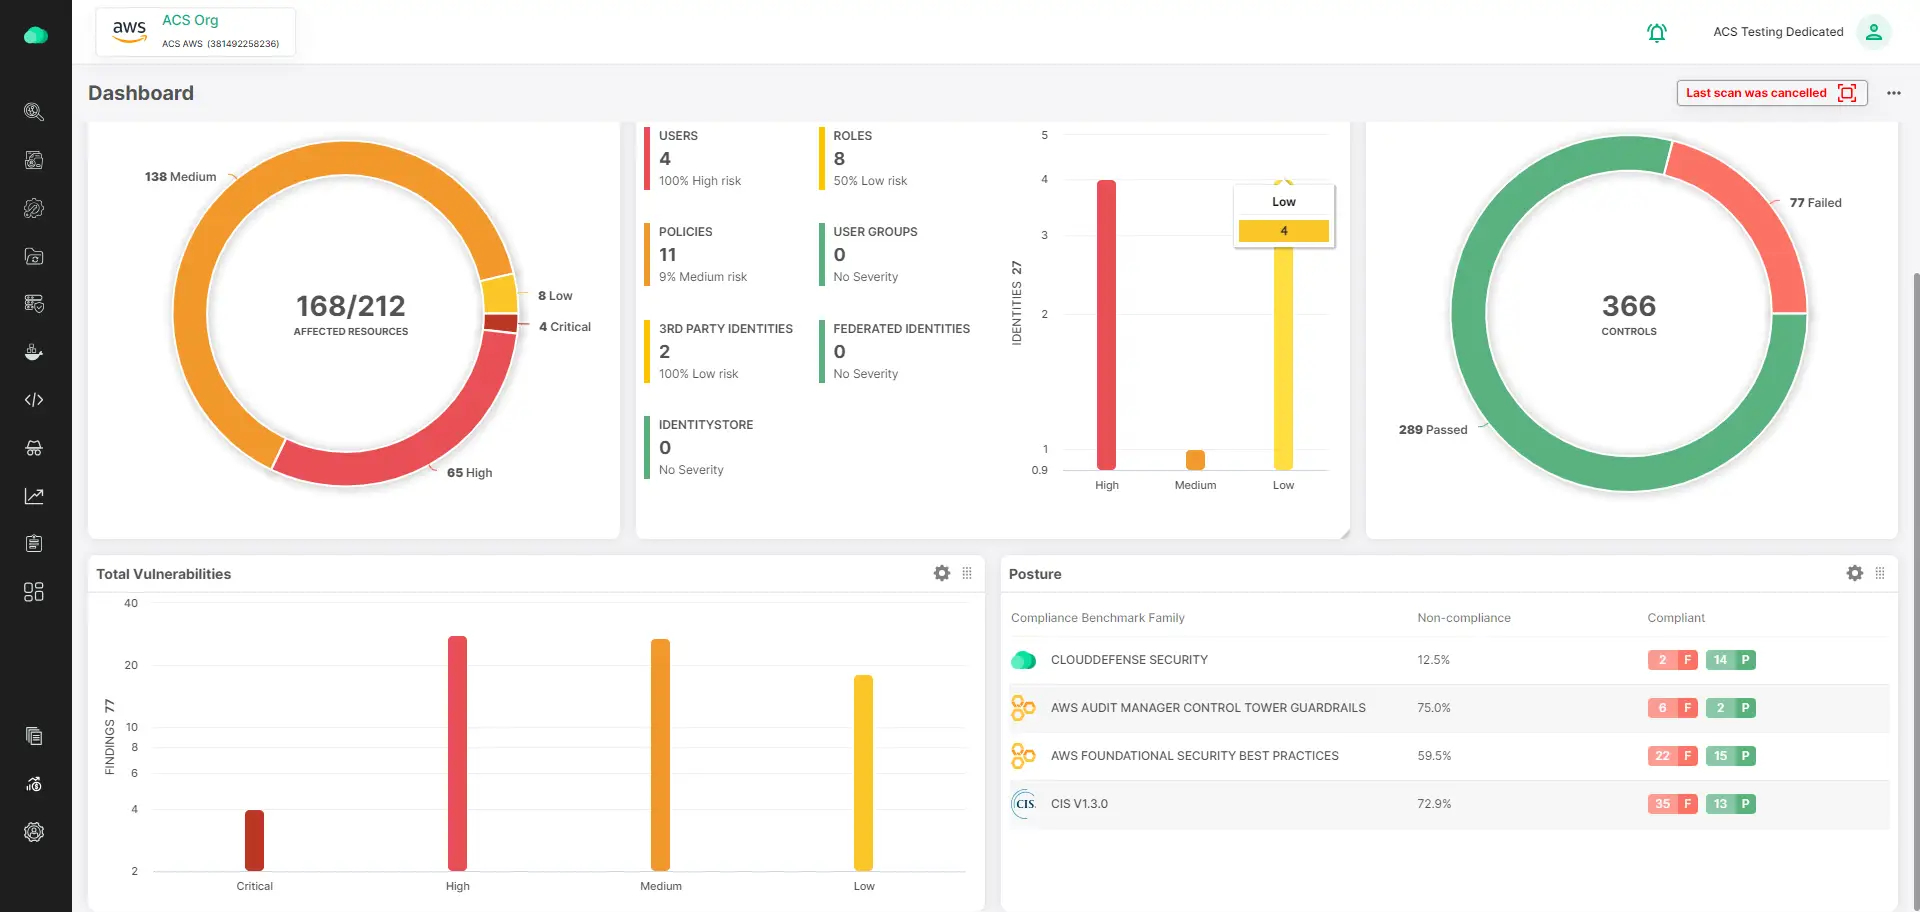 aws
ACS Org
ACS AWS (381492258236)
ACS Testing Dedicated
Dashboard
Last scan was cancelled
138 Medium
8 Low
4 Critical
65 High
168/212
AFFECTED RESOURCES
USERS
4
100% High risk
ROLES
8
50% Low risk
POLICIES
11
9% Medium risk
USER GROUPS
0
No Severity
3RD PARTY IDENTITIES
2
100% Low risk
FEDERATED IDENTITIES
0
No Severity
IDENTITYSTORE
0
No Severity
IDENTITIES 27
5
4
3
2
1
0.9
Low
4
High
Medium
Low
77 Failed
366
CONTROLS
289 Passed
Total Vulnerabilities
FINDINGS 77
40
20
10
8
6
4
2
Critical
High
Medium
Low
Posture
Compliance Benchmark Family Non-compliance Compliant
CLOUDDEFENSE SECURITY 12.5% 2 F 14 P
AWS AUDIT MANAGER CONTROL TOWER GUARDRAILS 75.0% 6 F 2 P
AWS FOUNDATIONAL SECURITY BEST PRACTICES 59.5% 22 F 15 P
CIS. CIS V1.3.0 72.9% 35 F 13 P